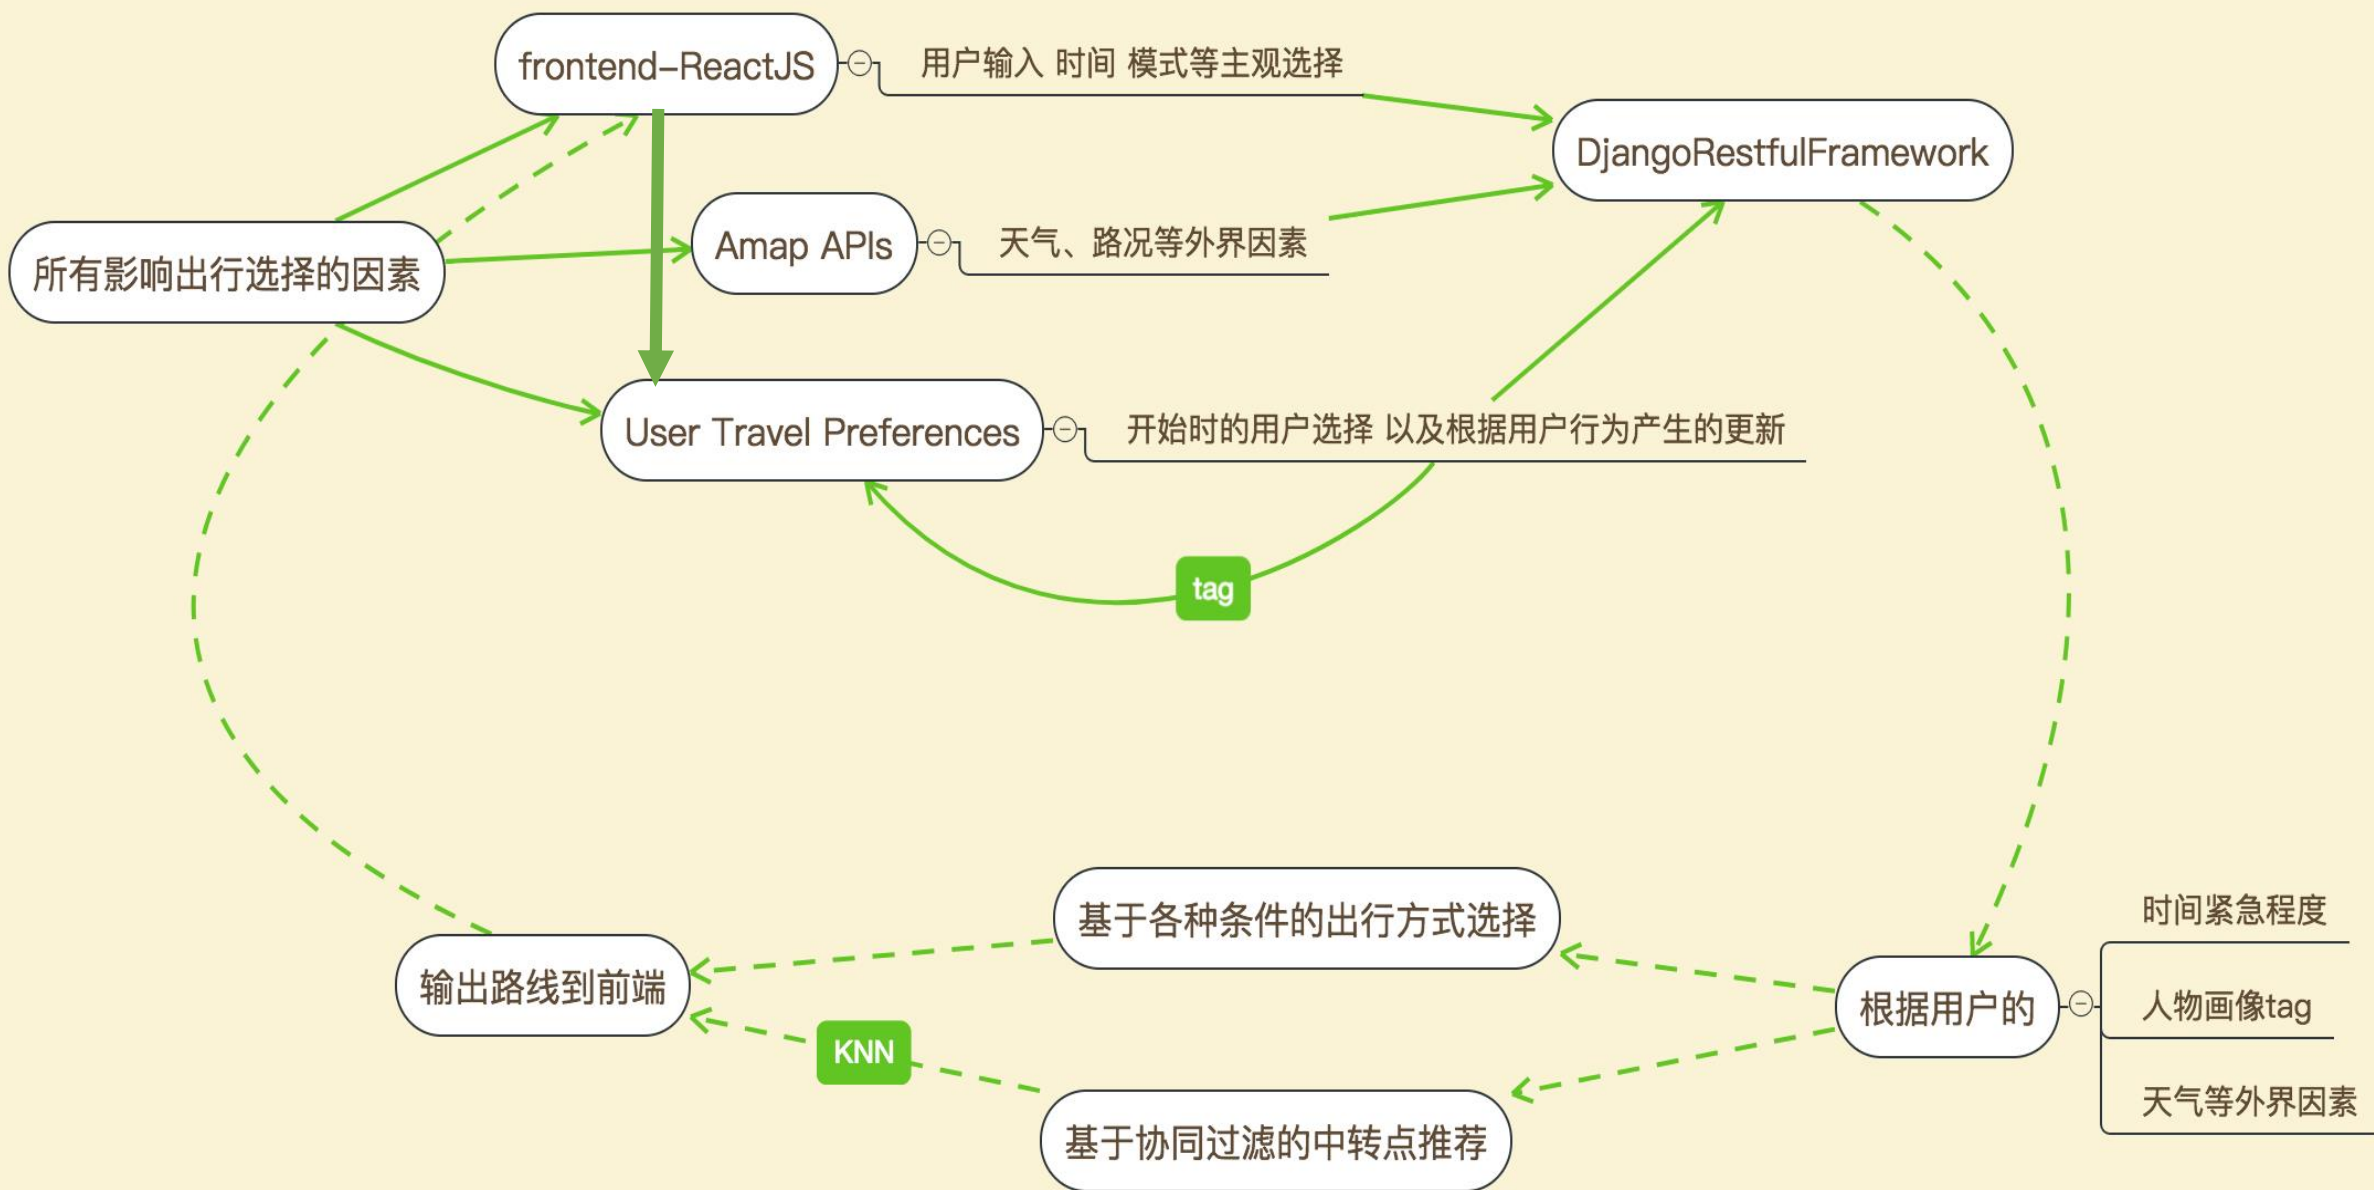 frontend-ReactJS
用户输入 时间 模式等主观选择
DjangoRestfulFramework
所有影响出行选择的因素
Amap APIs
天气、路况等外界因素
User Travel Preferences
开始时的用户选择 以及根据用户行为产生的更新
tag
基于各种条件的出行方式选择
输出路线到前端
KNN
基于协同过滤的中转点推荐
根据用户的
时间紧急程度
人物画像tag
天气等外界因素